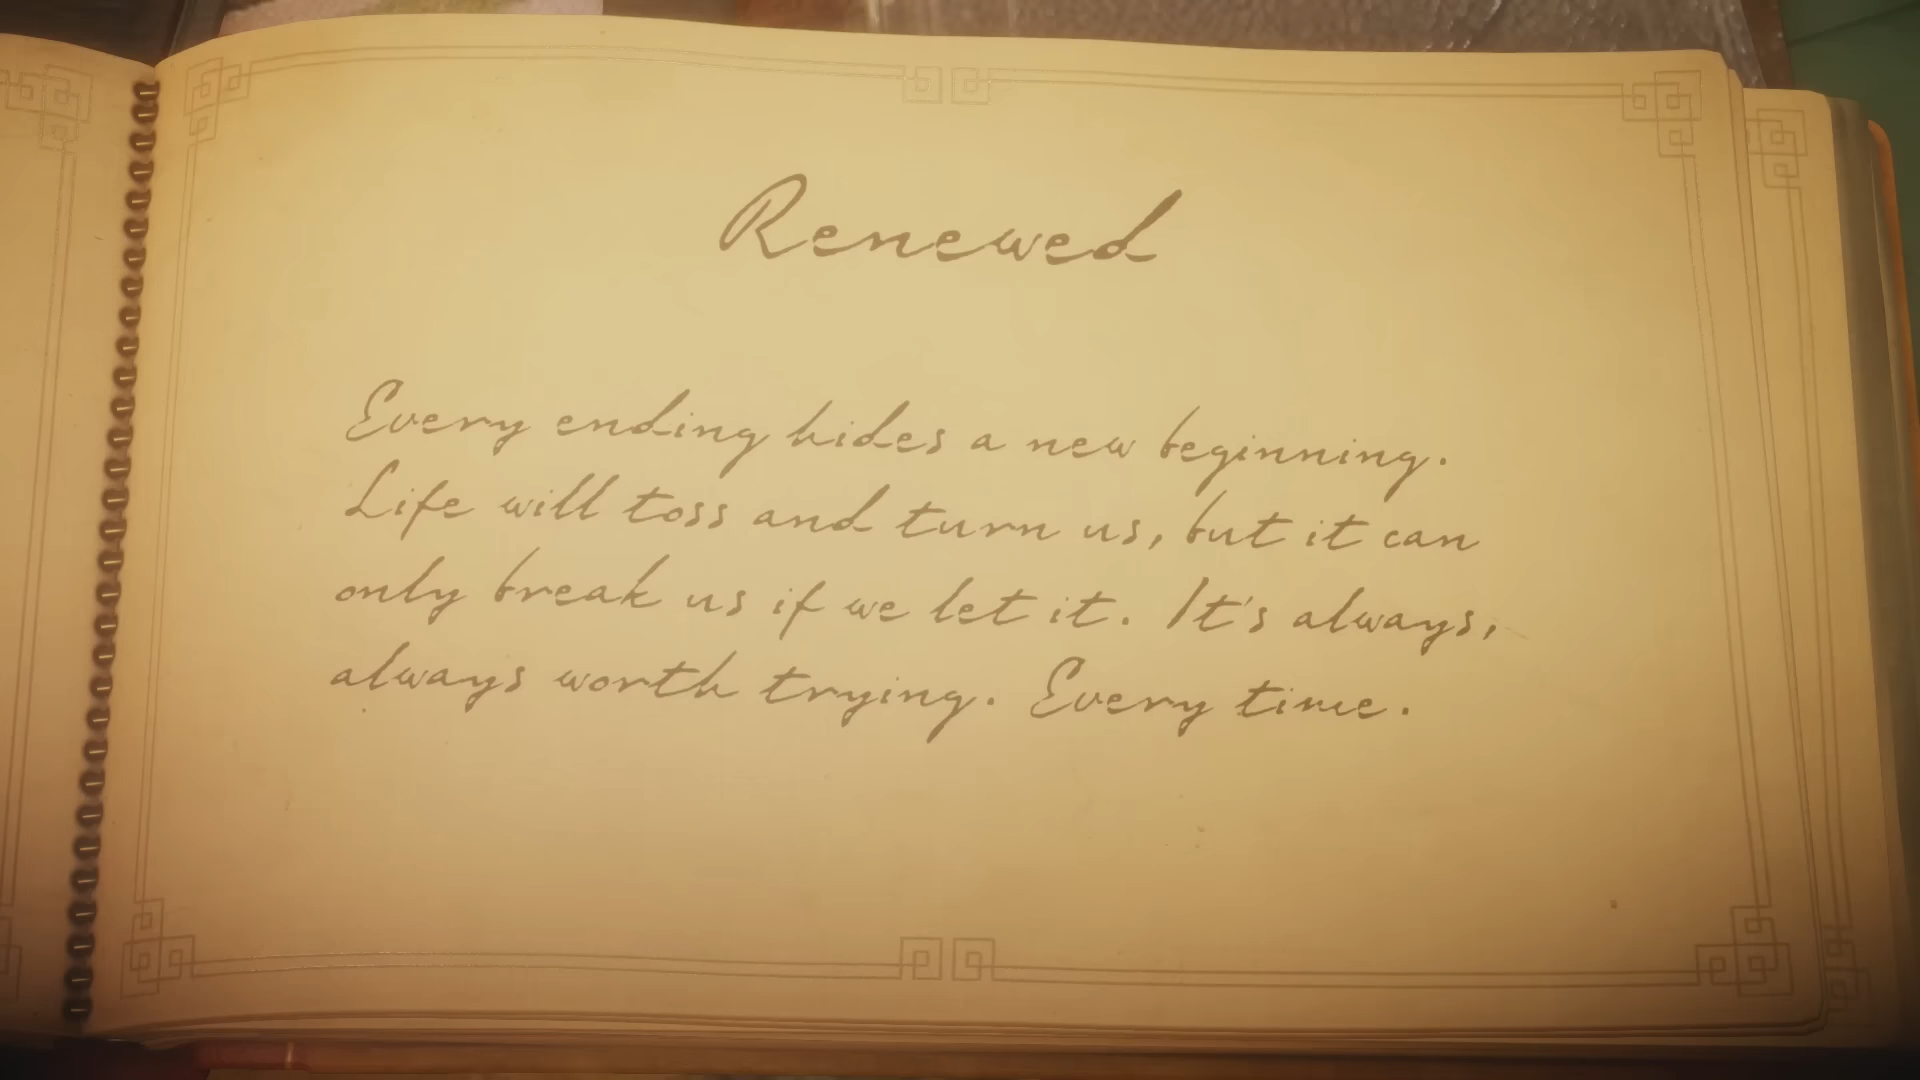 Renewed
Every ending hides a new beginning.
Life will toss and turn us, but it can
only break us if we let it. It's always,
always worth trying. Every time.